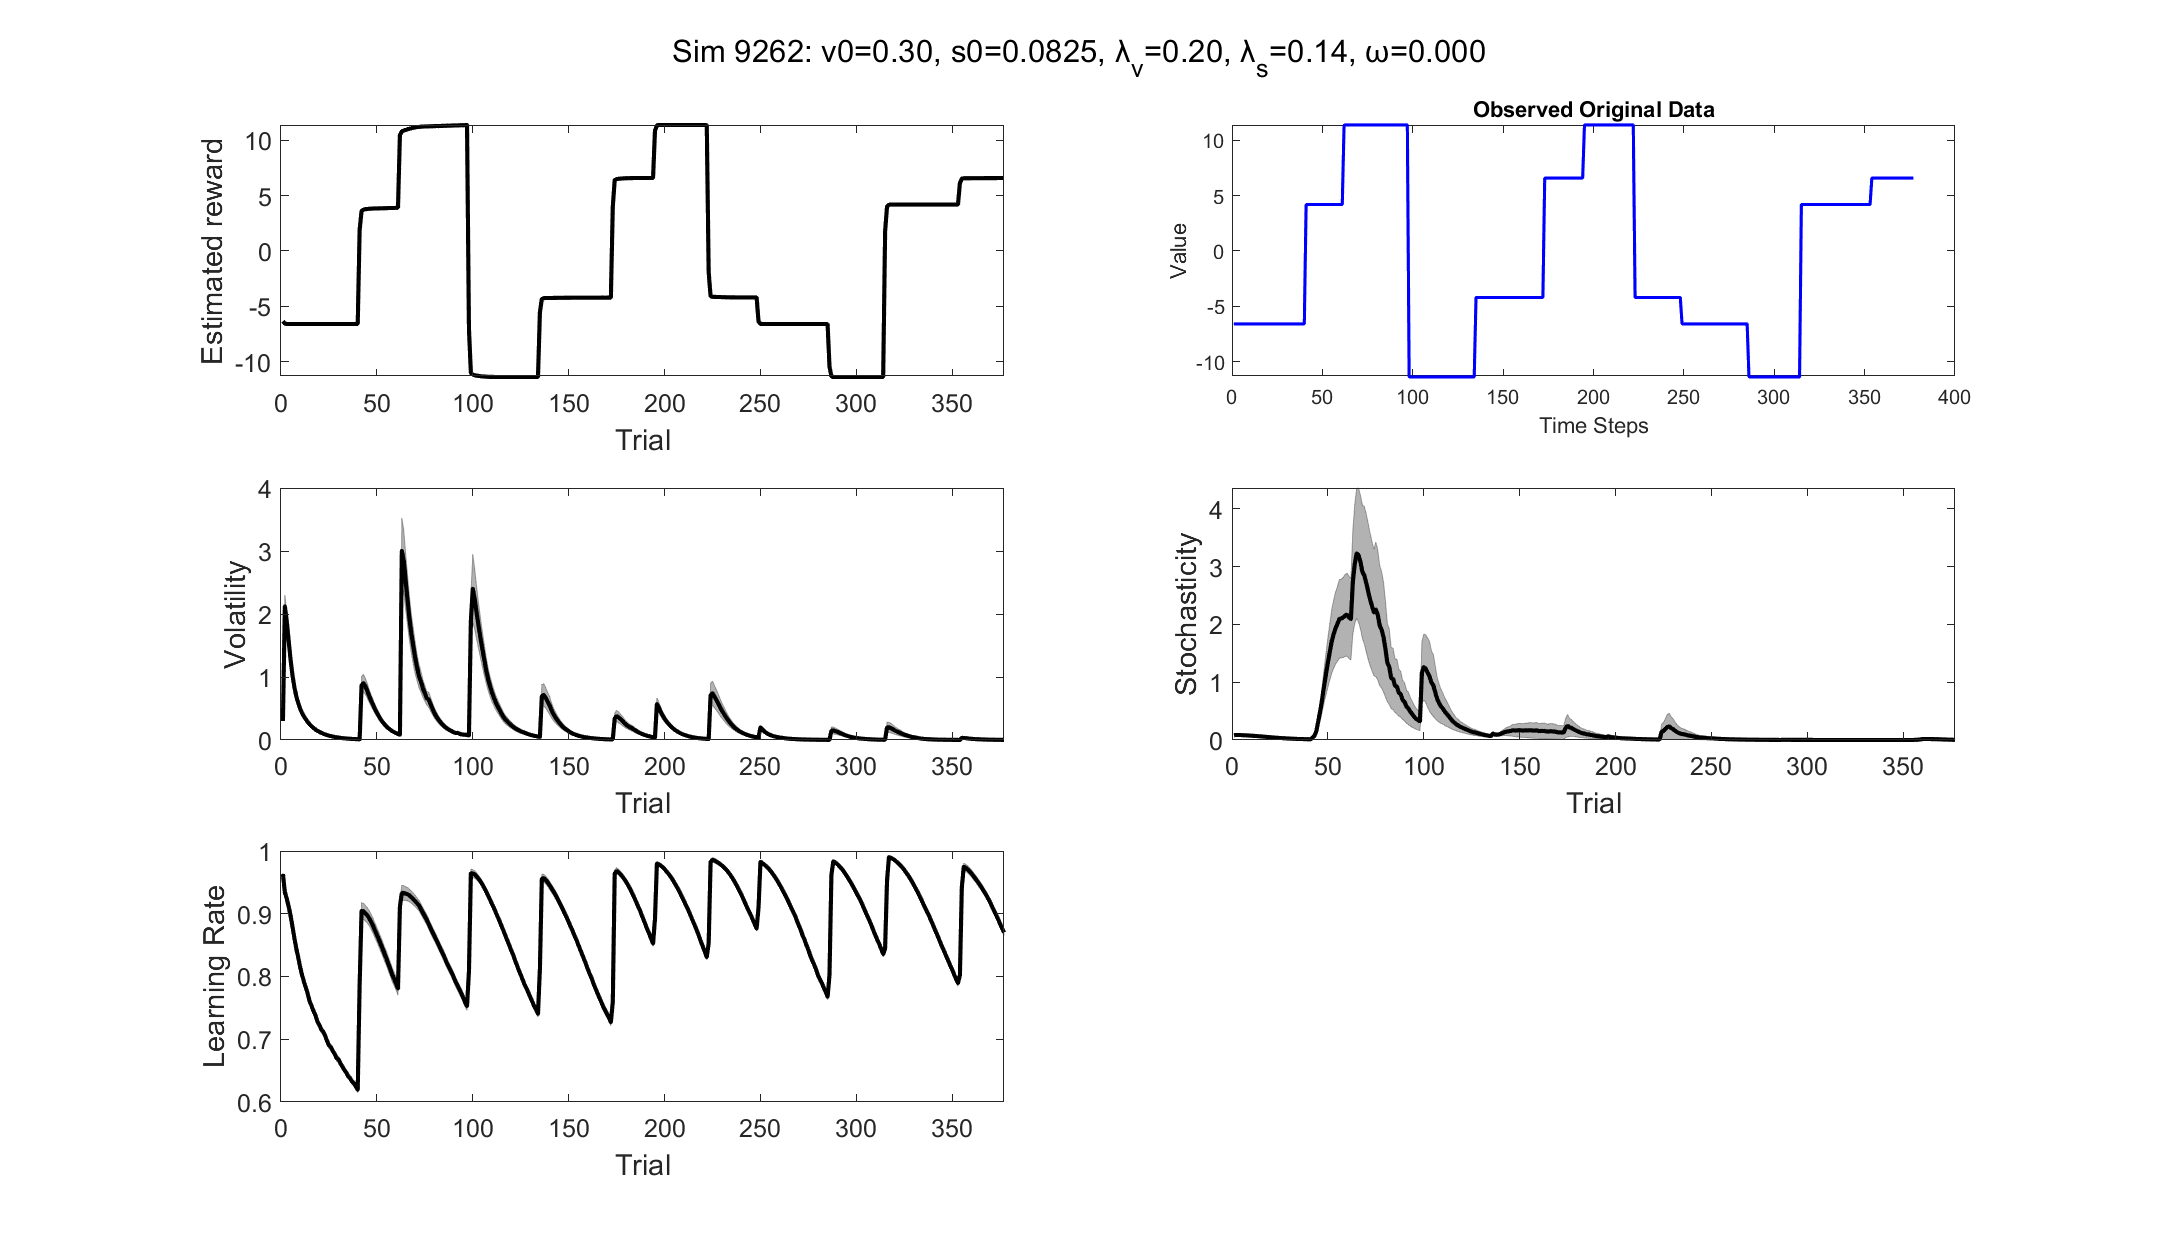 Sim 9262: v0=0.30, s0=0.0825, λ_v=0.20, λ_s=0.14, ω=0.000
Estimated reward
10
5
0
-5
-10
0 50 100 150 200 250 300 350
Trial
Observed Original Data
Value
10
5
0
-5
-10
0 50 100 150 200 250 300 350 400
Time Steps
Volatility
4
3
2
1
0
0 50 100 150 200 250 300 350
Trial
Stochasticity
4
3
2
1
0
0 50 100 150 200 250 300 350
Trial
Learning Rate
1
0.9
0.8
0.7
0.6
0 50 100 150 200 250 300 350
Trial